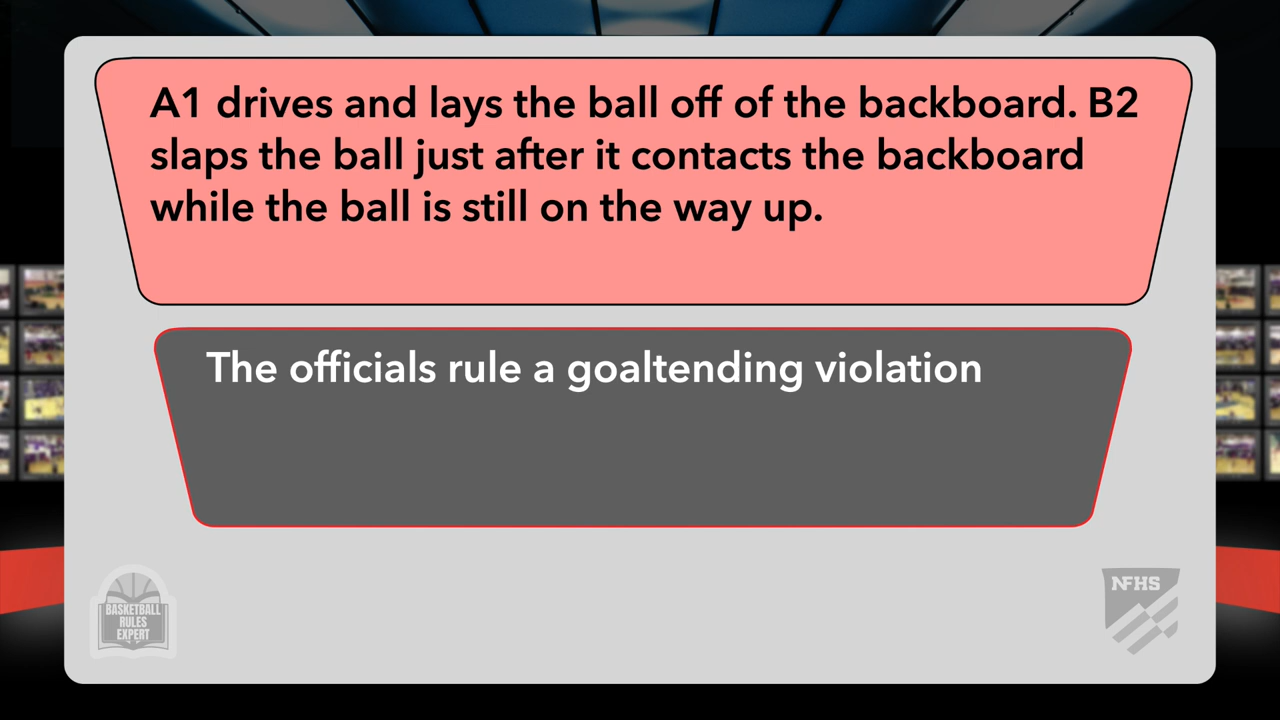 A1 drives and lays the ball off of the backboard. B2
slaps the ball just after it contacts the backboard
while the ball is still on the way up.
The officials rule a goaltending violation
BASKETBALL
RULES
EXPERT
NFHS